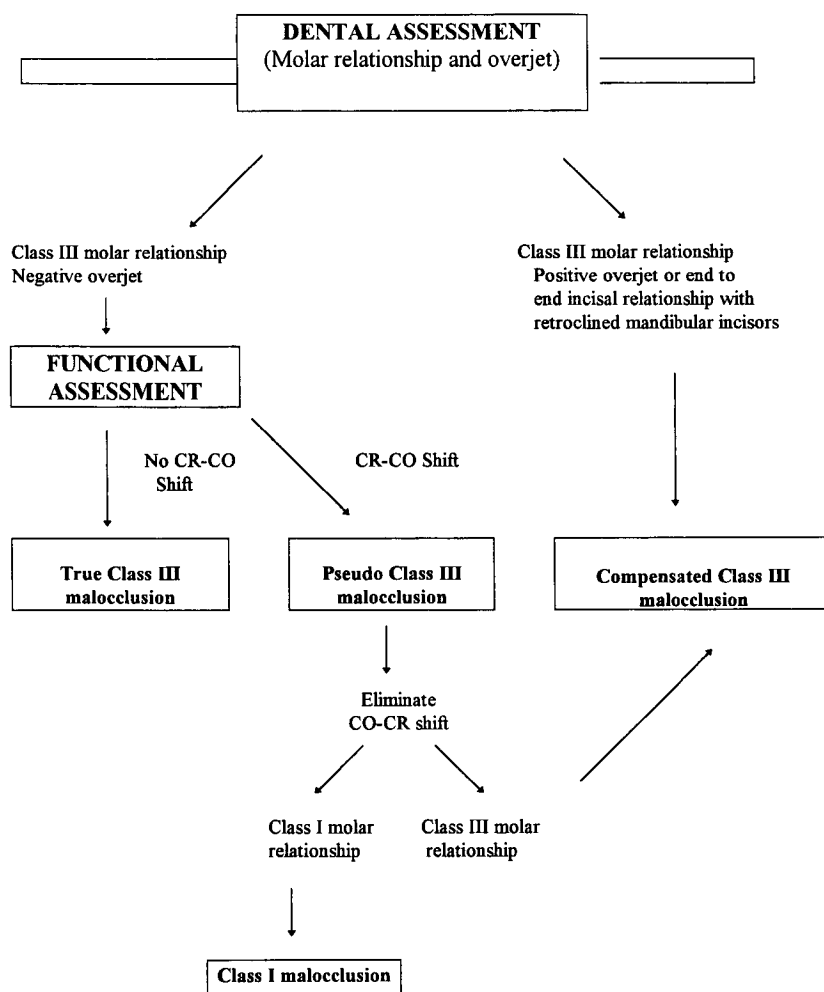 DENTAL ASSESSMENT
(Molar relationship and overjet)
Class III molar relationship
Negative overjet
Class III molar relationship
Positive overjet or end to
end incisal relationship with
retroclined mandibular incisors
FUNCTIONAL
ASSESSMENT
No CR-CO
Shift
CR-CO Shift
True Class III
malocclusion
Pseudo Class III
malocclusion
Compensated Class III
malocclusion
Eliminate
CO-CR shift
Class I molar
relationship
Class III molar
relationship
Class I malocclusion